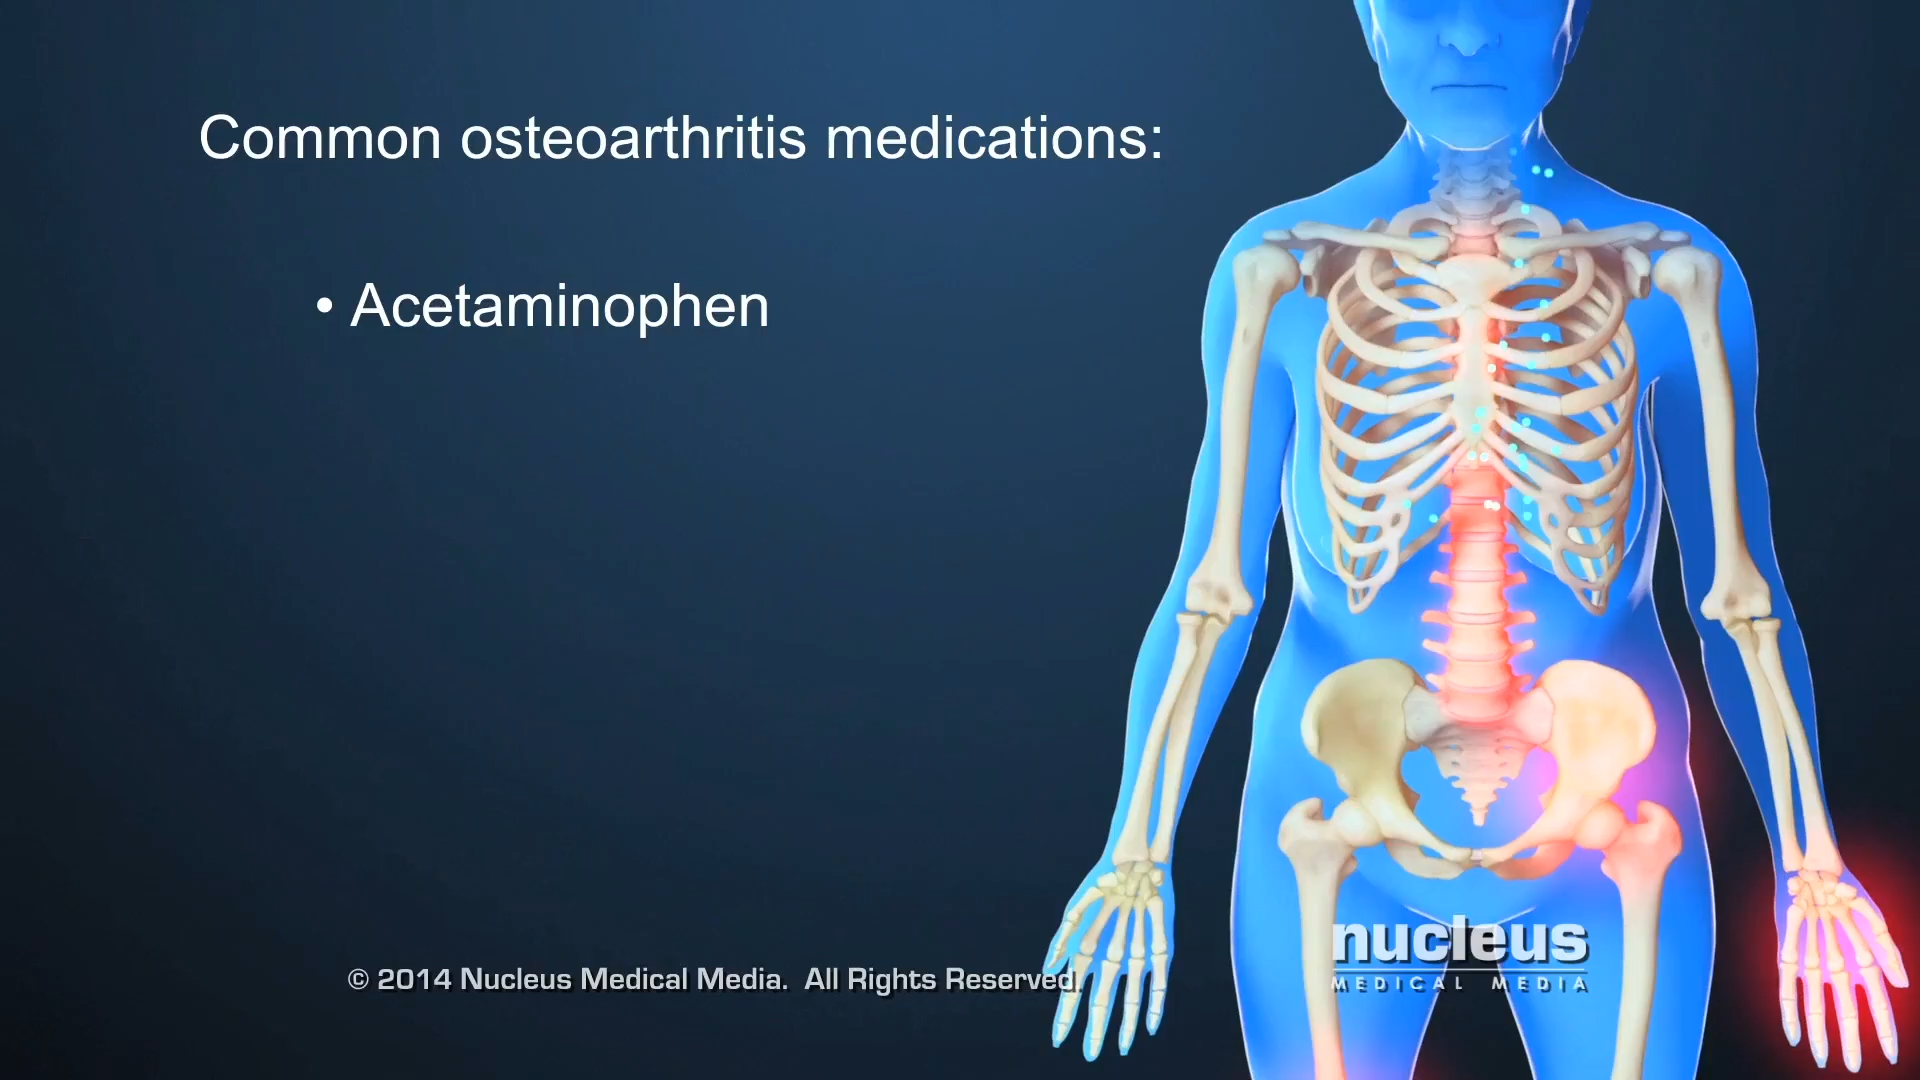 Common osteoarthritis medications:
• Acetaminophen
nucleus
MEDICAL MEDIA
© 2014 Nucleus Medical Media. All Rights Reserved.